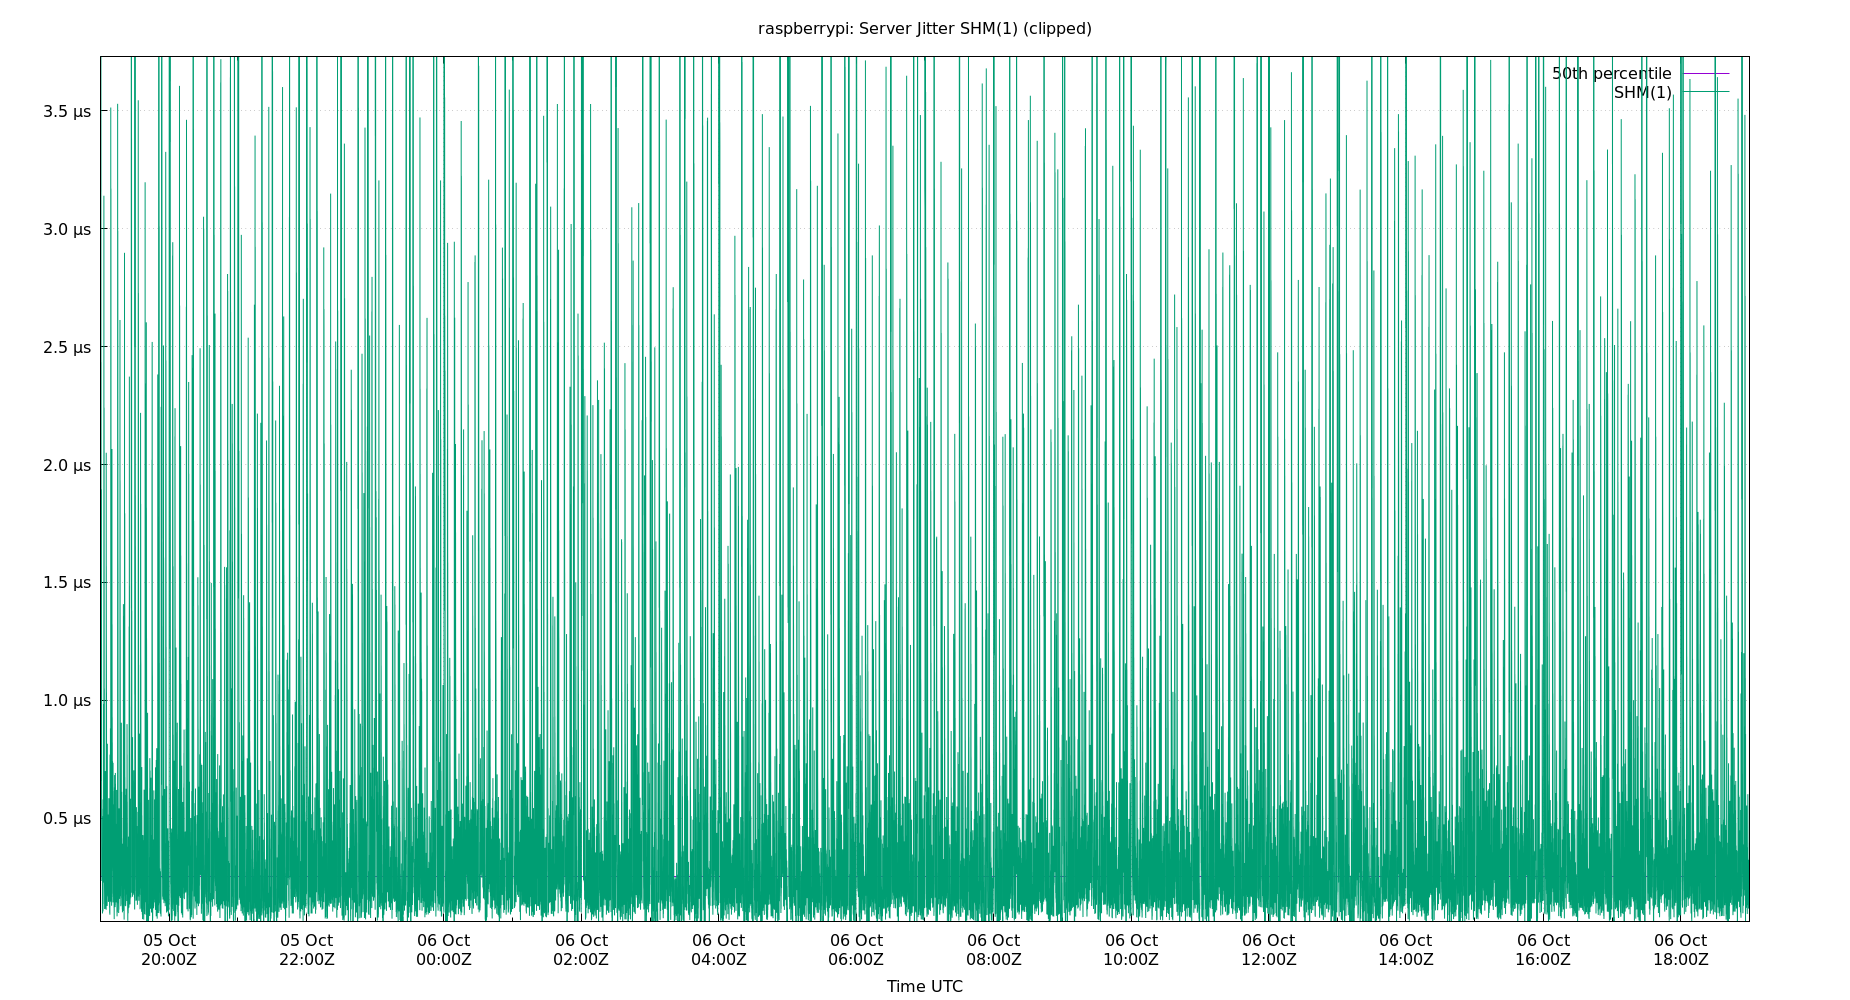 raspberrypi: Server Jitter SHM(1) (clipped)
50th percentile
SHM(1)
3.5 µs
3.0 µs
2.5 µs
2.0 µs
1.5 µs
1.0 µs
0.5 µs
05 Oct 05 Oct 06 Oct 06 Oct 06 Oct 06 Oct 06 Oct 06 Oct 06 Oct 06 Oct 06 Oct 06 Oct
20:00Z 22:00Z 00:00Z 02:00Z 04:00Z 06:00Z 08:00Z 10:00Z 12:00Z 14:00Z 16:00Z 18:00Z
Time UTC